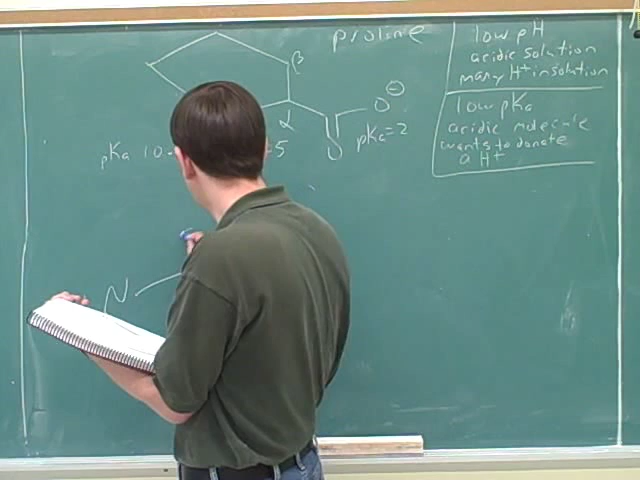 proline
β
O ⊖
α
O
pKa=2
pKa 10
5
N
low pH
acidic solution
many H+ in solution
low pKa
acidic molecule
wants to donate
a H+